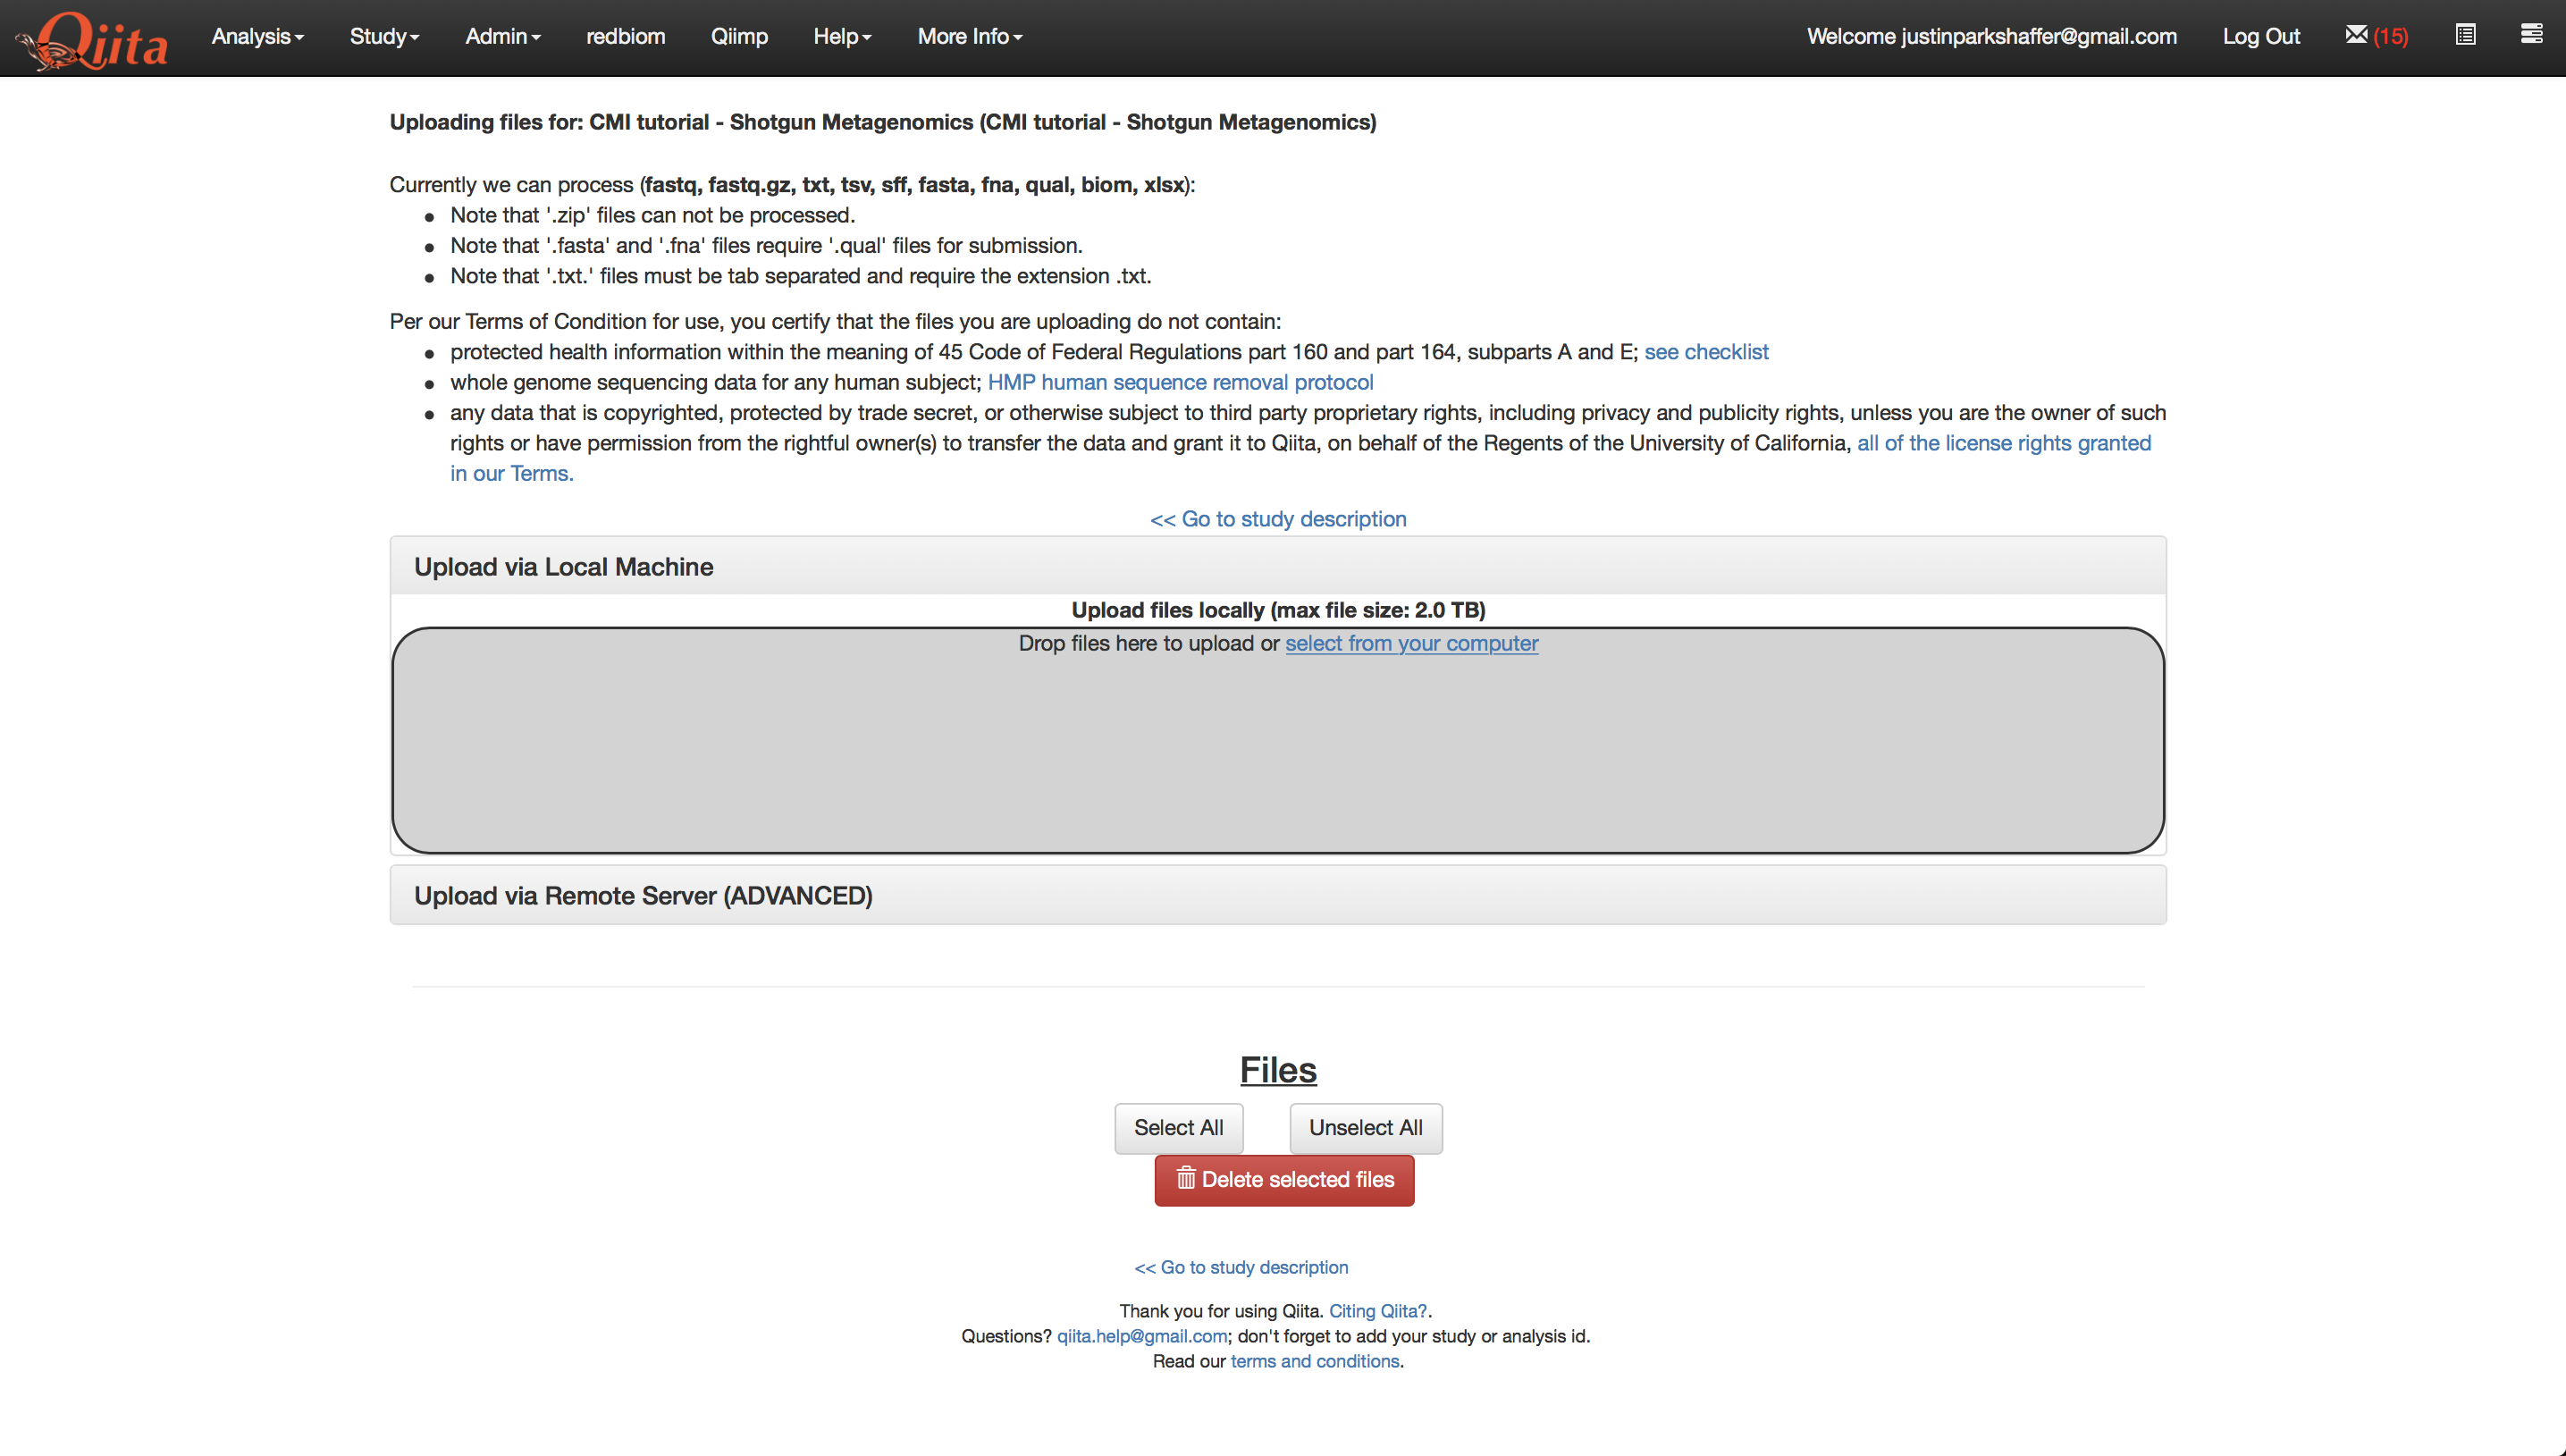 Qiita Analysis Study Admin redbiom Qiimp Help More Info Welcome justinparkshaffer@gmail.com Log Out (15)
Uploading files for: CMI tutorial - Shotgun Metagenomics (CMI tutorial - Shotgun Metagenomics)
Currently we can process (fastq, fastq.gz, txt, tsv, sff, fasta, fna, qual, biom, xlsx):
● Note that '.zip' files can not be processed.
● Note that '.fasta' and '.fna' files require '.qual' files for submission.
● Note that '.txt.' files must be tab separated and require the extension .txt.
Per our Terms of Condition for use, you certify that the files you are uploading do not contain:
● protected health information within the meaning of 45 Code of Federal Regulations part 160 and part 164, subparts A and E; see checklist
● whole genome sequencing data for any human subject; HMP human sequence removal protocol
● any data that is copyrighted, protected by trade secret, or otherwise subject to third party proprietary rights, including privacy and publicity rights, unless you are the owner of such
rights or have permission from the rightful owner(s) to transfer the data and grant it to Qiita, on behalf of the Regents of the University of California, all of the license rights granted
in our Terms.
<< Go to study description
Upload via Local Machine
Upload files locally (max file size: 2.0 TB)
Drop files here to upload or select from your computer
Upload via Remote Server (ADVANCED)
Files
Select All Unselect All
Delete selected files
<< Go to study description
Thank you for using Qiita. Citing Qiita?.
Questions? qiita.help@gmail.com; don't forget to add your study or analysis id.
Read our terms and conditions.